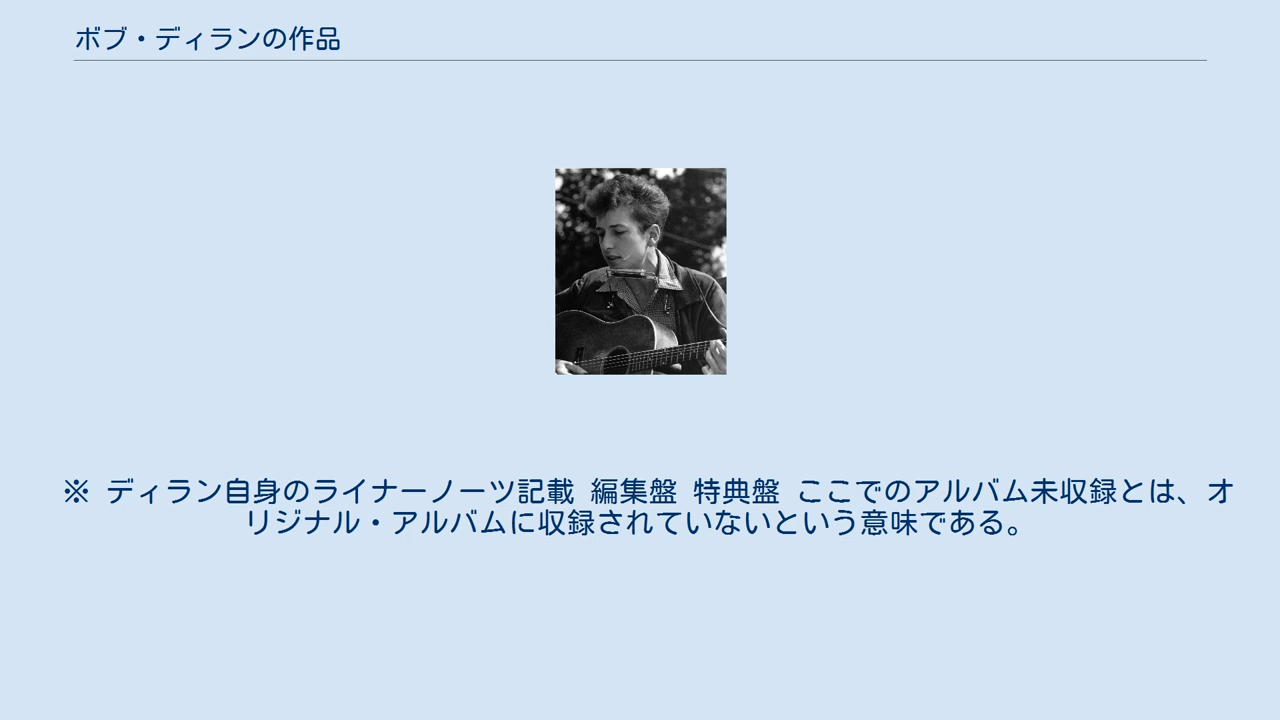 ボブ・ディランの作品
※ ディラン自身のライナーノーツ記載 編集盤 特典盤 ここでのアルバム未収録とは、オ
リジナル・アルバムに収録されていないという意味である。